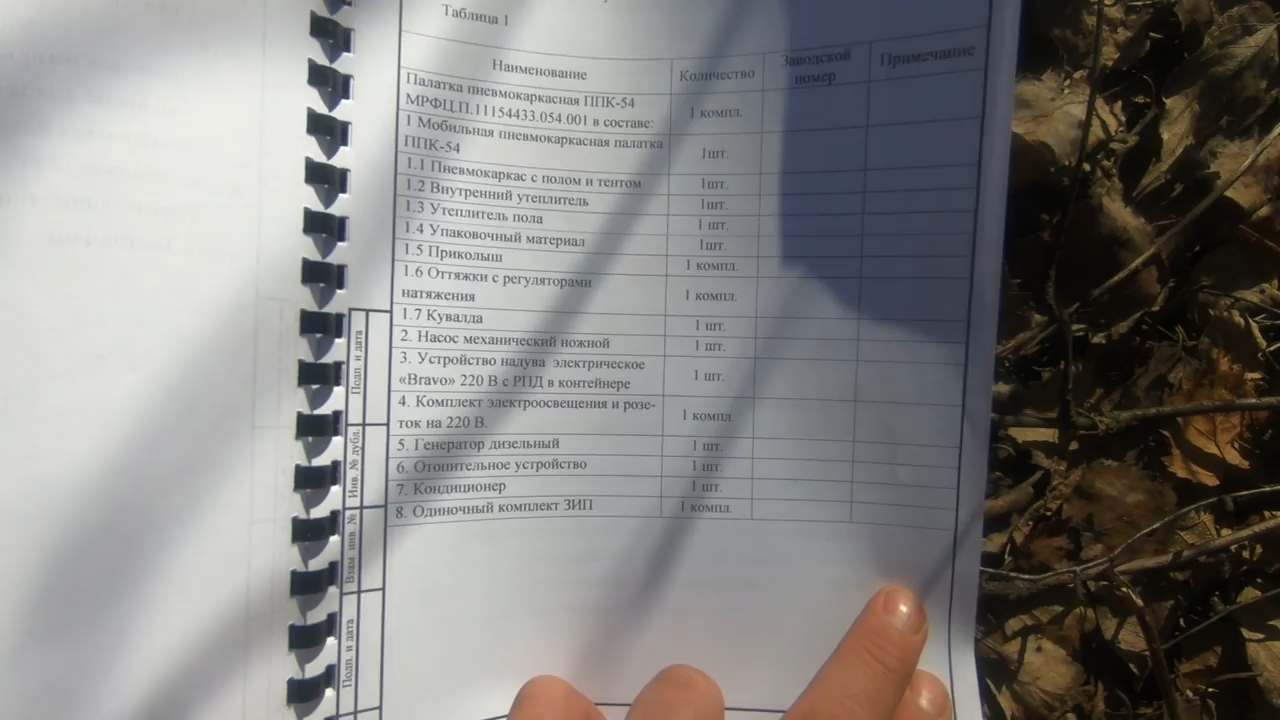 Таблица 1
Наименование
Количество
Заводской
номер
Примечание
Палатка пневмокаркасная ППК-54
МРФЦ.П.11154433.054.001 в составе:
1 компл.
1 Мобильная пневмокаркасная палатка
ППК-54
1шт.
1.1 Пневмокаркас с полом и тентом
1шт.
1.2 Внутренний утеплитель
1шт.
1.3 Утеплитель пола
1 шт.
1.4 Упаковочный материал
1шт.
1.5 Приколыш
1 компл.
1.6 Оттяжки с регуляторами
натяжения
1 компл.
1.7 Кувалда
1 шт.
2. Насос механический ножной
1 шт.
3. Устройство надува электрическое
«Bravo» 220 В с РПД в контейнере
1 шт.
4. Комплект электроосвещения и розе-
ток на 220 В.
1 компл.
5. Генератор дизельный
1 шт.
6. Отопительное устройство
1 шт.
7. Кондиционер
1 шт.
8. Одиночный комплект ЗИП
1 компл.
Подп. и дата
Инв. № дубл.
Взам. инв. №
Подп. и дата